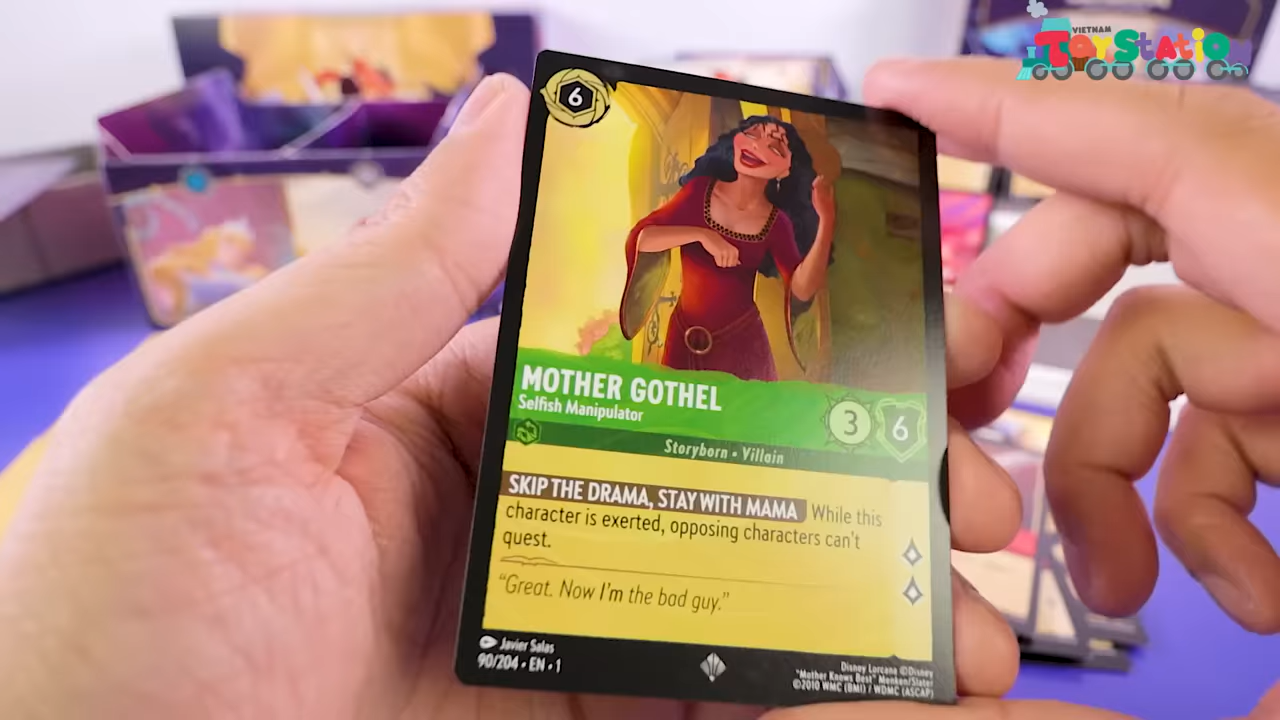 VIETNAM
TOYSTATION
6
MOTHER GOTHEL
Selfish Manipulator
3
6
Storyborn • Villain
SKIP THE DRAMA, STAY WITH MAMA While this
character is exerted, opposing characters can't
quest.
"Great. Now I'm the bad guy."
Javier Salas
90/204 • EN • 1
Disney Lorcana ©Disney
"Mother Knows Best" Menken/Slater
©2010 WMC (BMI) / WDMC (ASCAP)